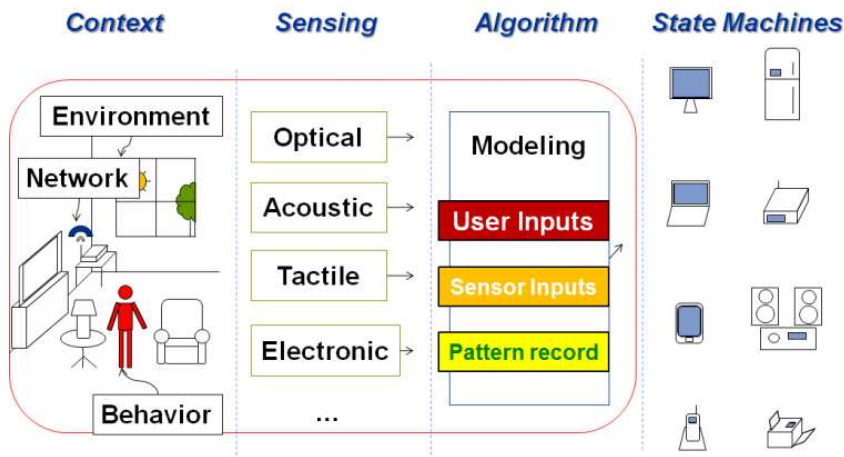 Context
Sensing
Algorithm
State Machines
Environment
Network
Behavior
Optical
Acoustic
Tactile
Electronic
...
Modeling
User Inputs
Sensor Inputs
Pattern record